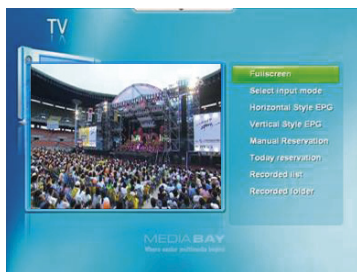 TV
Fullscreen
Select input mode
Horizontal Style EPG
Vertical Style EPG
Manual Reservation
Today reservation
Recorded list
Recorded folder
MEDIABAY